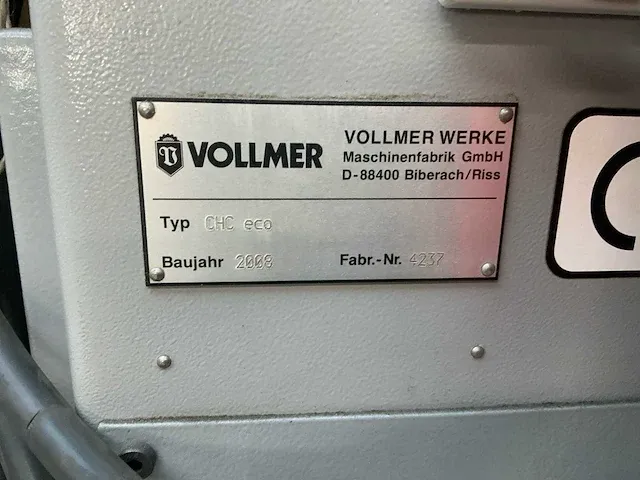 VOLLMER
VOLLMER WERKE
Maschinenfabrik GmbH
D-88400 Biberach/Riss
Typ CHC eco
Baujahr 2008 Fabr.-Nr. 4237